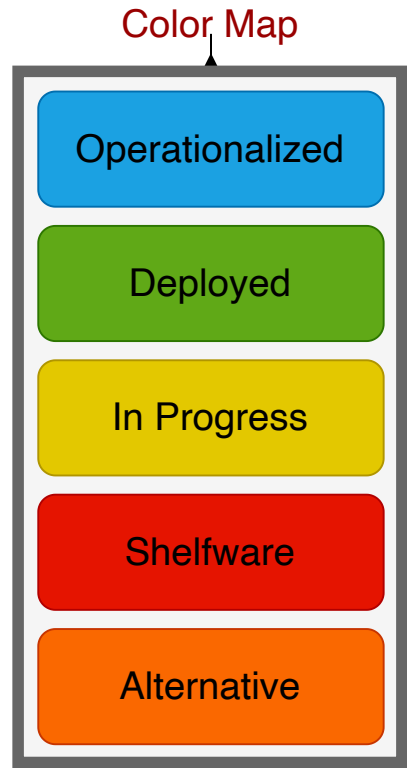 Color Map
Operationalized
Deployed
In Progress
Shelfware
Alternative